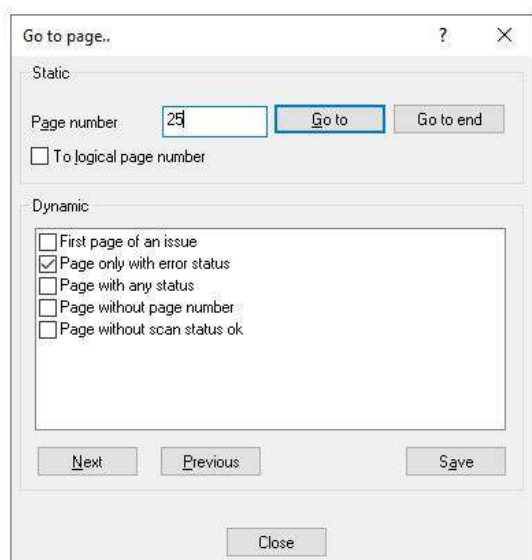 Go to page..
?
Static
Page number 25 Go to Go to end
To logical page number
Dynamic
First page of an issue
Page only with error status
Page with any status
Page without page number
Page without scan status ok
Next Previous Save
Close